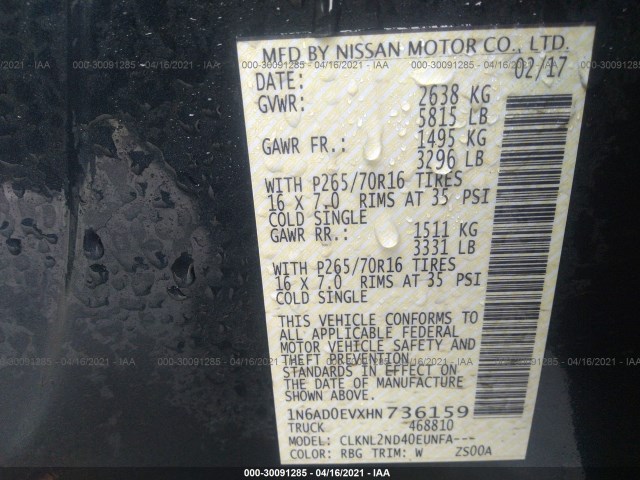 000-30091285 - 04/16/2021 - IAAI
MFD BY NISSAN MOTOR CO., LTD.
DATE: 02/17
GVWR: 2638 KG
5815 LB
GAWR FR.: 1495 KG
3296 LB
WITH P265/70R16 TIRES
16 X 7.0 RIMS AT 35 PSI
COLD SINGLE
GAWR RR.: 1511 KG
3331 LB
WITH P265/70R16 TIRES
16 X 7.0 RIMS AT 35 PSI
COLD SINGLE
THIS VEHICLE CONFORMS TO
ALL APPLICABLE FEDERAL
MOTOR VEHICLE SAFETY AND
THEFT PREVENTION
STANDARDS IN EFFECT ON
THE DATE OF MANUFACTURE
SHOWN ABOVE.
1N6AD0EVXHN736159
TRUCK 468810
MODEL: CLKNL2ND40EUNFA---
COLOR: RBG TRIM: W ZS00A
000-30091285 - 04/16/2021 - IAAI